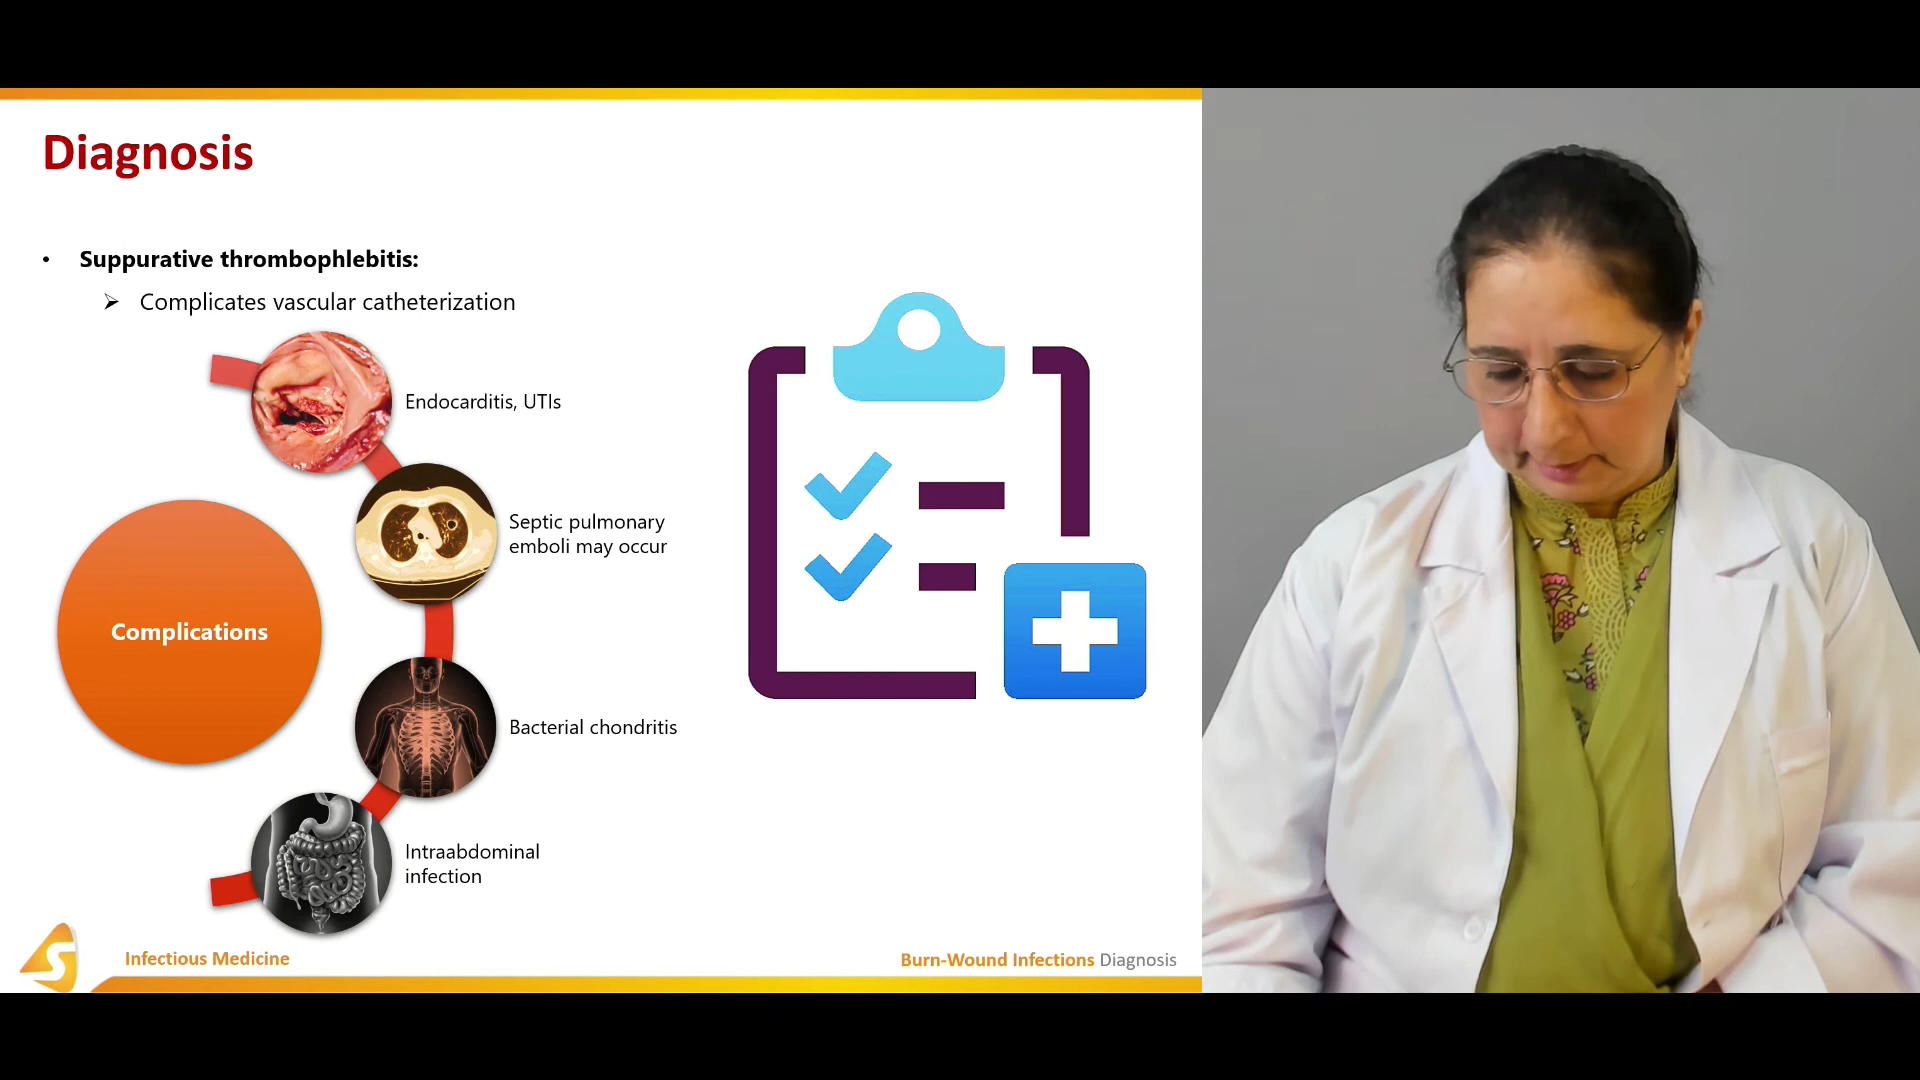 Diagnosis
• Suppurative thrombophlebitis:
➢ Complicates vascular catheterization
Endocarditis, UTIs
Septic pulmonary
emboli may occur
Complications
Bacterial chondritis
Intraabdominal
infection
S
Infectious Medicine
Burn-Wound Infections Diagnosis